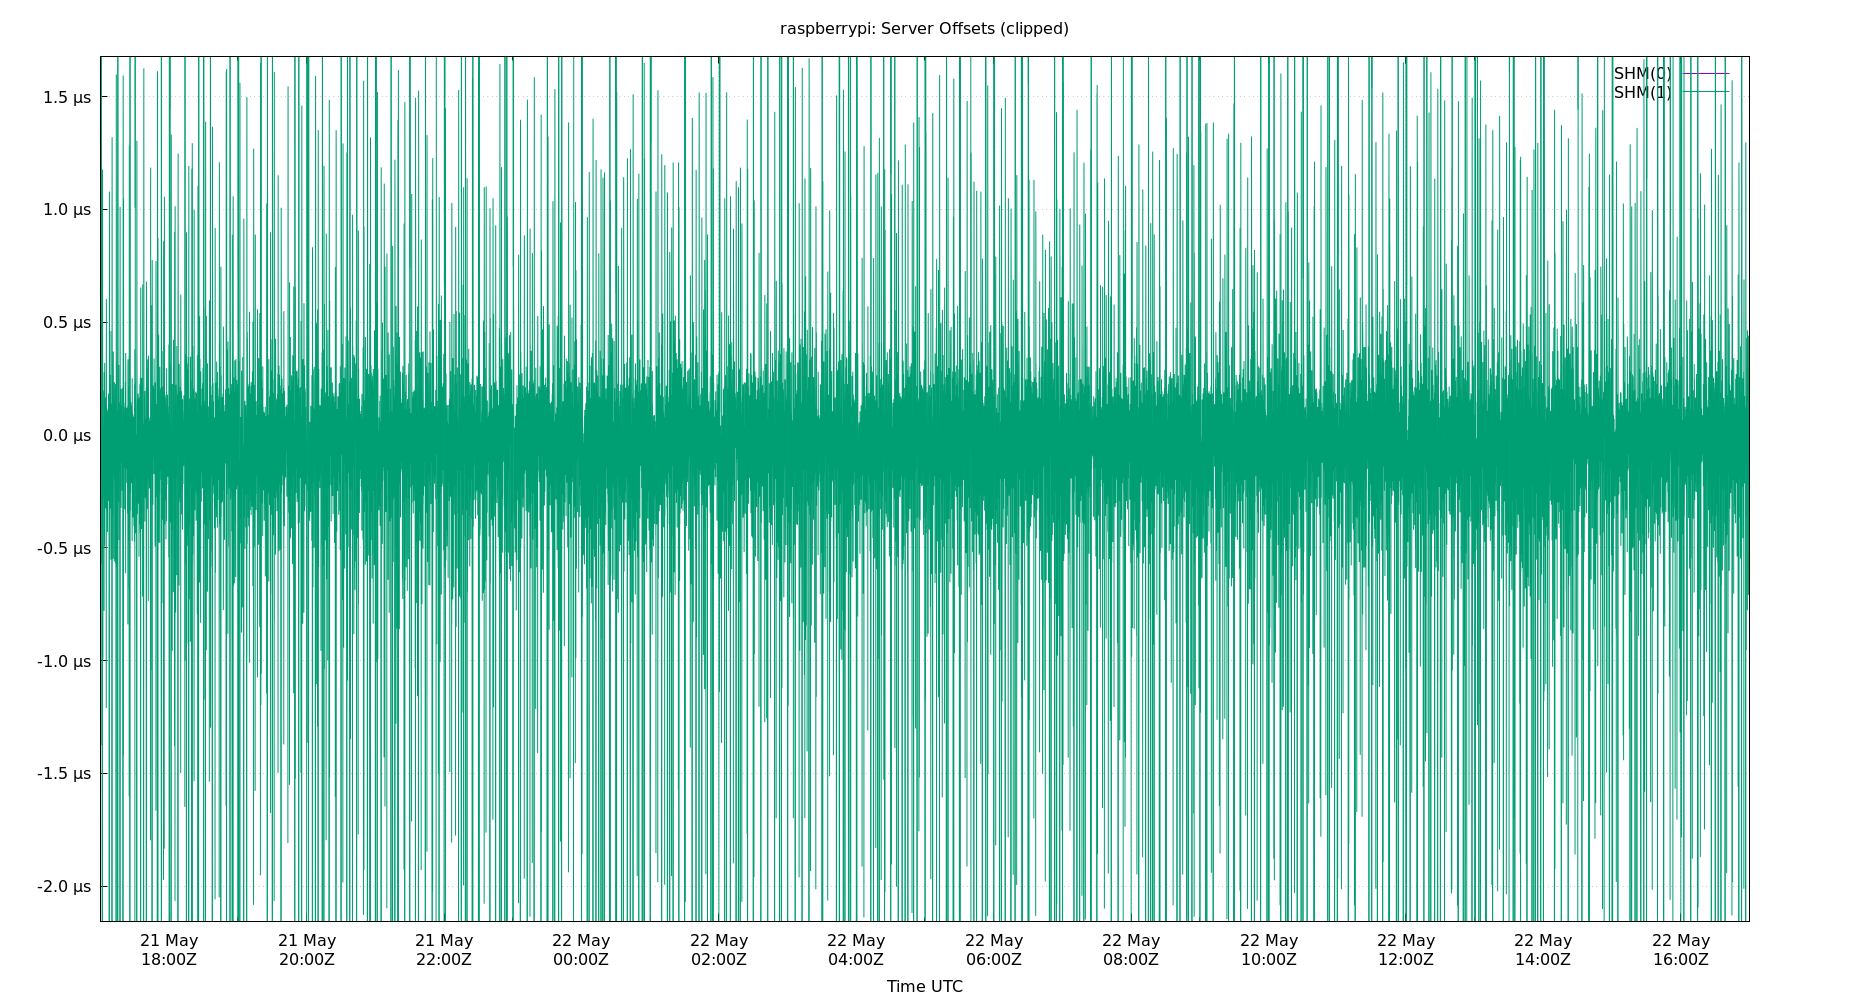 raspberrypi: Server Offsets (clipped)
SHM(0)
SHM(1)
1.5 µs
1.0 µs
0.5 µs
0.0 µs
-0.5 µs
-1.0 µs
-1.5 µs
-2.0 µs
21 May 21 May 21 May 22 May 22 May 22 May 22 May 22 May 22 May 22 May 22 May 22 May
18:00Z 20:00Z 22:00Z 00:00Z 02:00Z 04:00Z 06:00Z 08:00Z 10:00Z 12:00Z 14:00Z 16:00Z
Time UTC